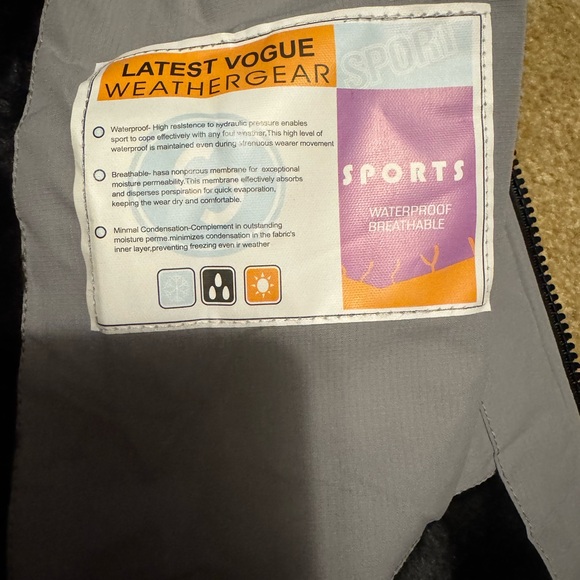 LATEST VOGUE
WEATHERGEAR
SPORT
Waterproof- High resistence to hydraulic pressure enables
sport to cope effectively with any foul weather,This high level of
waterproof is maintained even during strenuous wearer movement
Breathable- hasa nonporous membrane for exceptional
moisture permeability.This membrane effectively absorbs
and disperses perspiration for quick evaporation,
keeping the wear dry and comfortable.
Minmal Condensation-Complement in outstanding
moisture perme.minimizes condensation in the fabric's
inner layer,preventing freezing even ir weather
SPORTS
WATERPROOF
BREATHABLE